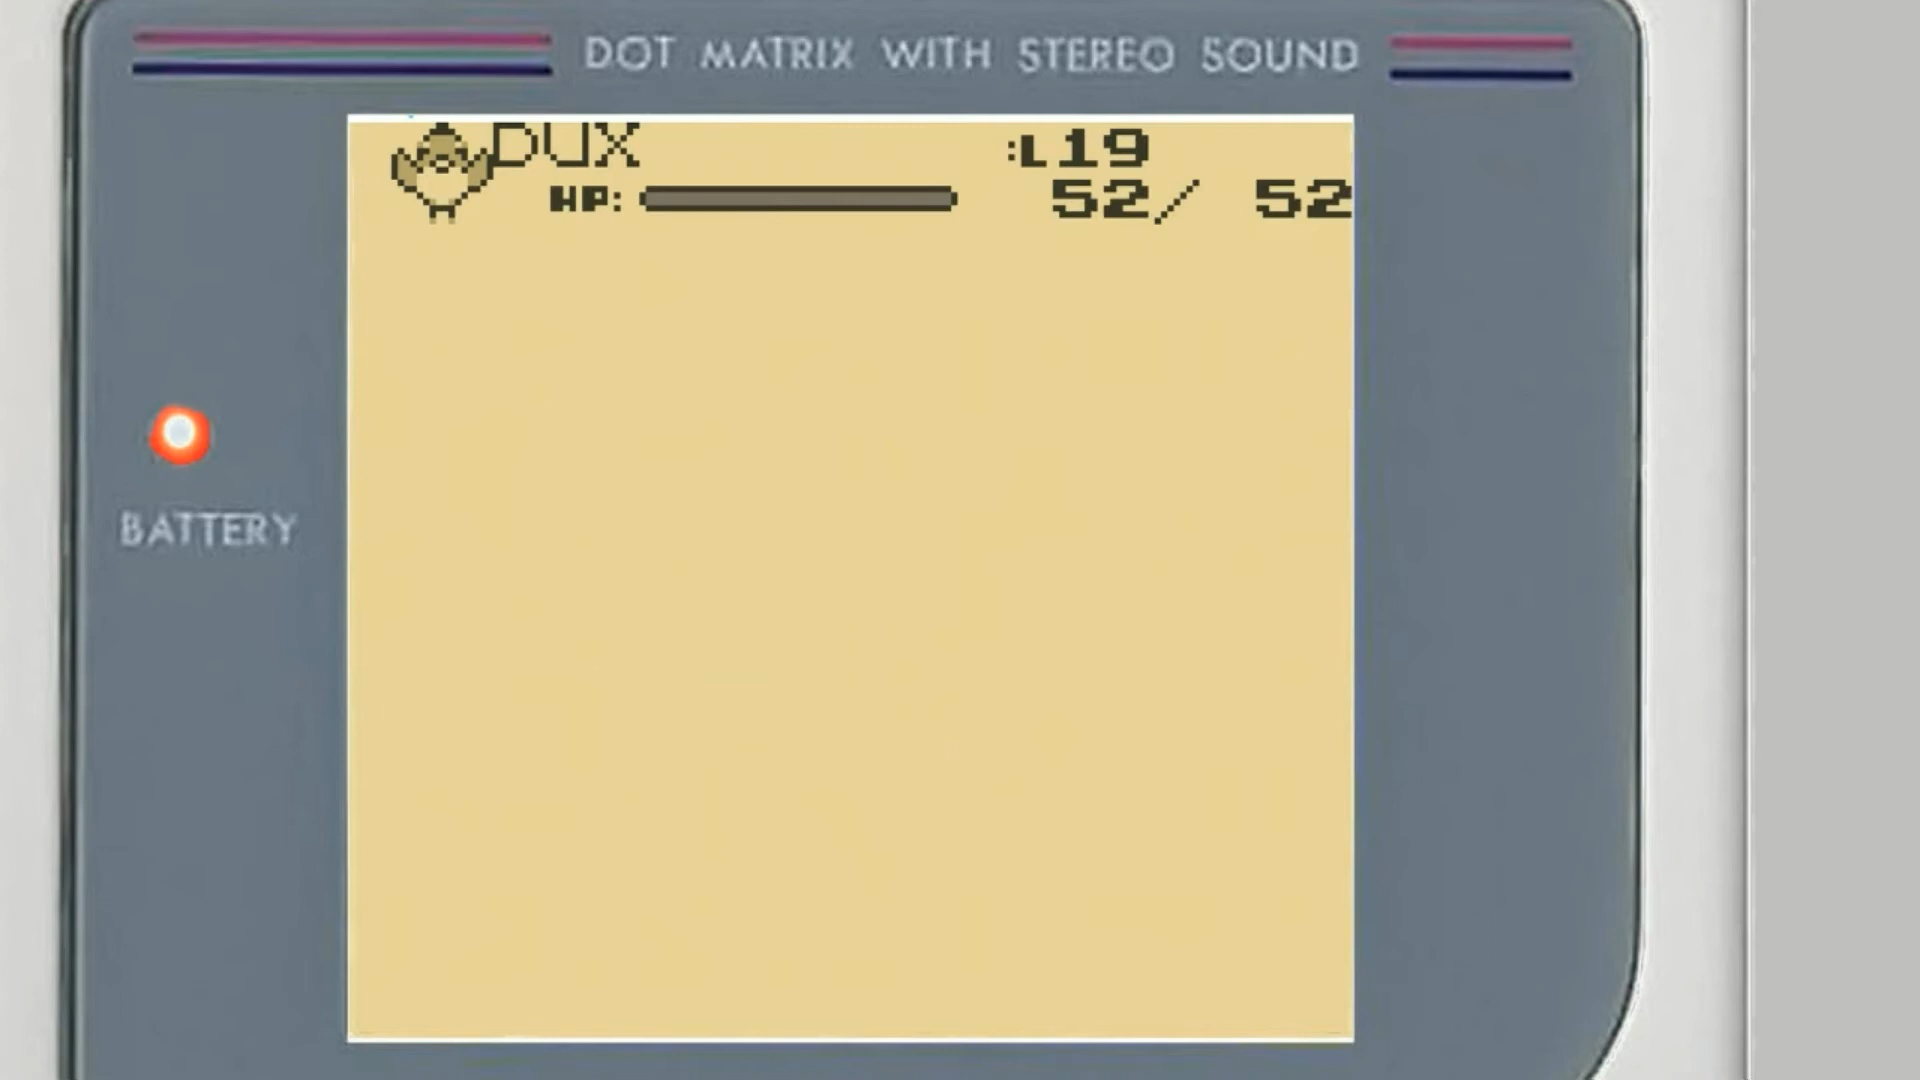 DOT MATRIX WITH STEREO SOUND
DUX :L19
HP: 52/ 52
BATTERY